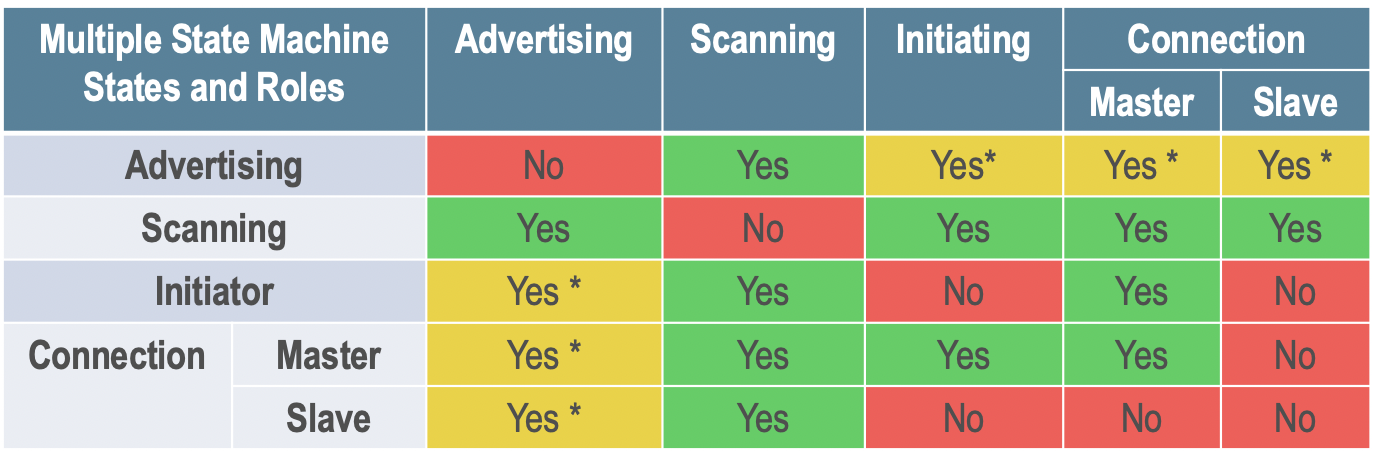 Multiple State Machine States and Roles Advertising Scanning Initiating Connection
Master Slave
Advertising No Yes Yes* Yes * Yes *
Scanning Yes No Yes Yes Yes
Initiator Yes * Yes No Yes No
Connection Master Yes * Yes Yes Yes No
Slave Yes * Yes No No No